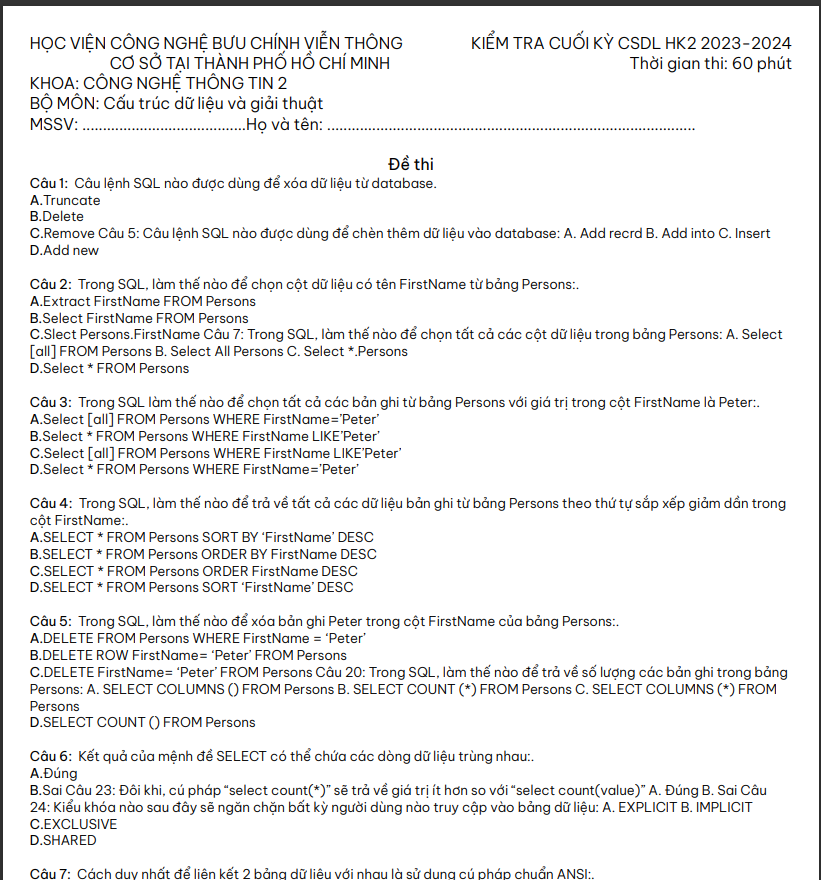 HỌC VIỆN CÔNG NGHỆ BƯU CHÍNH VIỄN THÔNG KIỂM TRA CUỐI KỲ CSDL HK2 2023-2024
CƠ SỞ TẠI THÀNH PHỐ HỒ CHÍ MINH Thời gian thi: 60 phút
KHOA: CÔNG NGHỆ THÔNG TIN 2
BỘ MÔN: Cấu trúc dữ liệu và giải thuật
MSSV: ........................................Họ và tên: ..........................................................................................
Đề thi
Câu 1: Câu lệnh SQL nào được dùng để xóa dữ liệu từ database.
A.Truncate
B.Delete
C.Remove Câu 5: Câu lệnh SQL nào được dùng để chèn thêm dữ liệu vào database: A. Add recrd B. Add into C. Insert
D.Add new
Câu 2: Trong SQL, làm thế nào để chọn cột dữ liệu có tên FirstName từ bảng Persons:.
A.Extract FirstName FROM Persons
B.Select FirstName FROM Persons
C.Slect Persons.FirstName Câu 7: Trong SQL, làm thế nào để chọn tất cả các cột dữ liệu trong bảng Persons: A. Select
[all] FROM Persons B. Select All Persons C. Select *.Persons
D.Select * FROM Persons
Câu 3: Trong SQL làm thế nào để chọn tất cả các bản ghi từ bảng Persons với giá trị trong cột FirstName là Peter:.
A.Select [all] FROM Persons WHERE FirstName=’Peter’
B.Select * FROM Persons WHERE FirstName LIKE’Peter’
C.Select [all] FROM Persons WHERE FirstName LIKE’Peter’
D.Select * FROM Persons WHERE FirstName=’Peter’
Câu 4: Trong SQL, làm thế nào để trả về tất cả các dữ liệu bản ghi từ bảng Persons theo thứ tự sắp xếp giảm dần trong
cột FirstName:.
A.SELECT * FROM Persons SORT BY ‘FirstName’ DESC
B.SELECT * FROM Persons ORDER BY FirstName DESC
C.SELECT * FROM Persons ORDER FirstName DESC
D.SELECT * FROM Persons SORT ‘FirstName’ DESC
Câu 5: Trong SQL, làm thế nào để xóa bản ghi Peter trong cột FirstName của bảng Persons:.
A.DELETE FROM Persons WHERE FirstName = ‘Peter’
B.DELETE ROW FirstName= ‘Peter’ FROM Persons
C.DELETE FirstName= ‘Peter’ FROM Persons Câu 20: Trong SQL, làm thế nào để trả về số lượng các bản ghi trong bảng
Persons: A. SELECT COLUMNS () FROM Persons B. SELECT COUNT (*) FROM Persons C. SELECT COLUMNS (*) FROM
Persons
D.SELECT COUNT () FROM Persons
Câu 6: Kết quả của mệnh đề SELECT có thể chứa các dòng dữ liệu trùng nhau:.
A.Đúng
B.Sai Câu 23: Đôi khi, cú pháp “select count(*)” sẽ trả về giá trị ít hơn so với “select count(value)” A. Đúng B. Sai Câu
24: Kiểu khóa nào sau đây sẽ ngăn chặn bất kỳ người dùng nào truy cập vào bảng dữ liệu: A. EXPLICIT B. IMPLICIT
C.EXCLUSIVE
D.SHARED
Câu 7: Cách duy nhất để liên kết 2 bảng dữ liệu với nhau là sử dụng cú pháp chuẩn ANSI:.